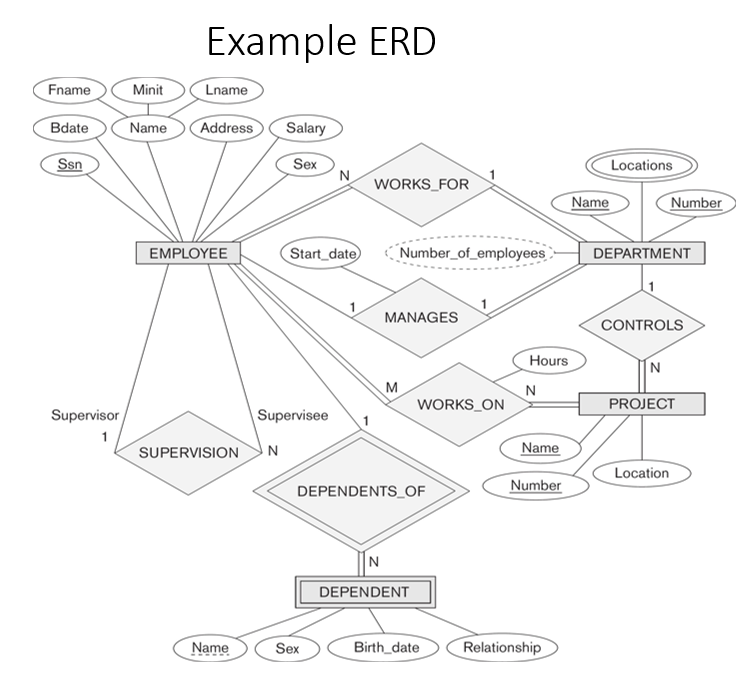 Example ERD
Fname
Minit
Lname
Bdate
Name
Address
Salary
Ssn
Sex
N
WORKS_FOR
1
Locations
Name
Number
EMPLOYEE
Start_date
Number_of_employees
DEPARTMENT
1
MANAGES
1
1
CONTROLS
N
Hours
M
WORKS_ON
N
PROJECT
Supervisor
Supervisee
1
SUPERVISION
N
1
Name
Number
Location
DEPENDENTS_OF
N
DEPENDENT
Name
Sex
Birth_date
Relationship